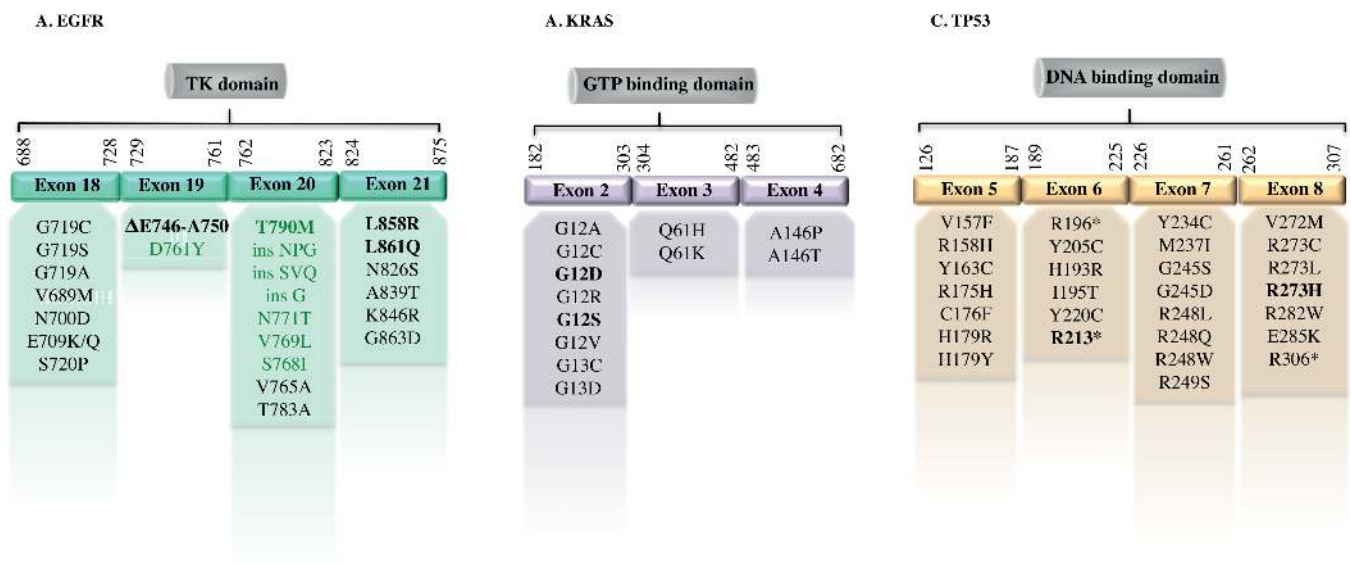 A. EGFR
TK domain
688 728 729 761 762 823 824 875
Exon 18 Exon 19 Exon 20 Exon 21
G719C
G719S
G719A
V689M
N700D
E709K/Q
S720P
ΔE746-A750
D761Y
T790M
ins NPG
ins SVQ
ins G
N771T
V769L
S768I
V765A
T783A
L858R
L861Q
N826S
A839T
K846R
G863D
A. KRAS
GTP binding domain
182 303 304 482 483 682
Exon 2 Exon 3 Exon 4
G12A
G12C
G12D
G12R
G12S
G12V
G13C
G13D
Q61H
Q61K
A146P
A146T
C. TP53
DNA binding domain
126 187 189 225 226 261 262 307
Exon 5 Exon 6 Exon 7 Exon 8
V157F
R158H
Y163C
R175H
C176F
H179R
H179Y
R196*
Y205C
H193R
I195T
Y220C
R213*
Y234C
M237I
G245S
G245D
R248L
R248Q
R248W
R249S
V272M
R273C
R273L
R273H
R282W
E285K
R306*